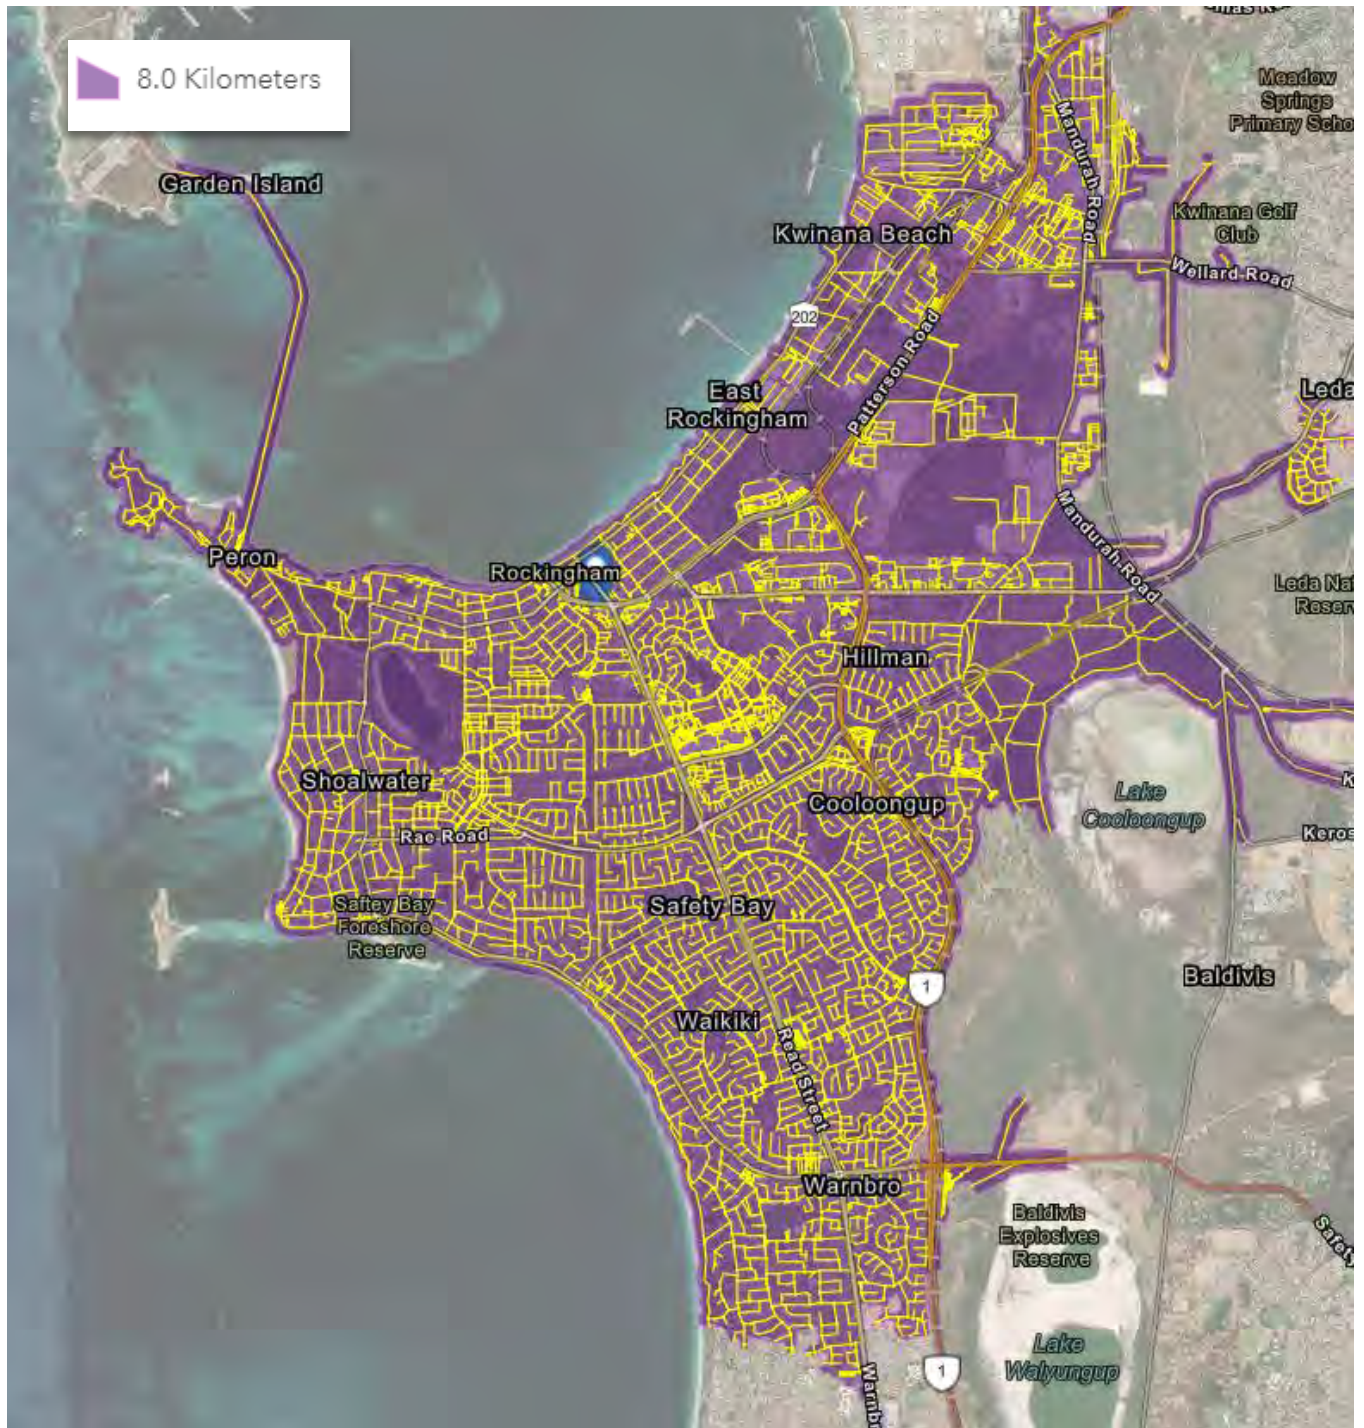 8.0 Kilometers
Meadow
Springs
Primary Scho
Mandurah Road
Garden Island
Kwinana Golf
Club
Kwinana Beach
Wellard Road
202
Patterson Road
East
Rockingham
Leda
Mandurah Road
Peron
Rockingham
Leda Nat
Reserv
Hillman
Shoalwater
Cooloongup
Lake
Cooloongup
Rae Road
Keros
Saftey Bay
Foreshore
Reserve
Safety Bay
Baldivis
1
Waikiki
Read Street
Warnbro
Baldivis
Explosives
Reserve
Safety
Lake
Walyungup
1
Warnb